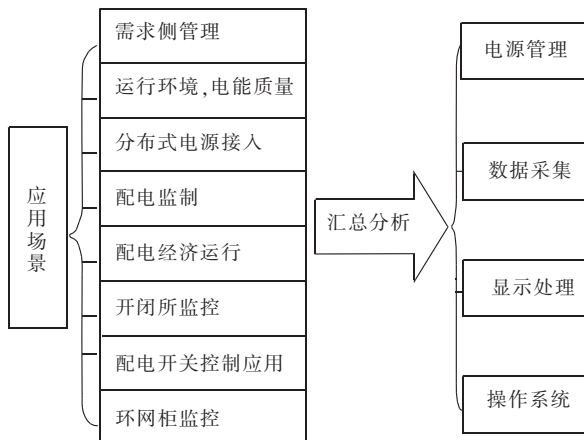 应用场景
需求侧管理
运行环境,电能质量
分布式电源接入
配电监制
配电经济运行
开闭所监控
配电开关控制应用
环网柜监控
汇总分析
电源管理
数据采集
显示处理
操作系统